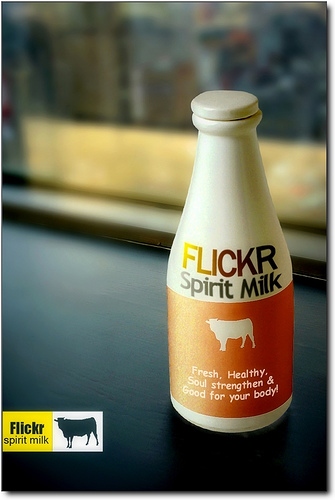 FLICKR
Spirit Milk
Fresh, Healthy,
Soul strengthen &
Good for your body!
Flickr
spirit milk